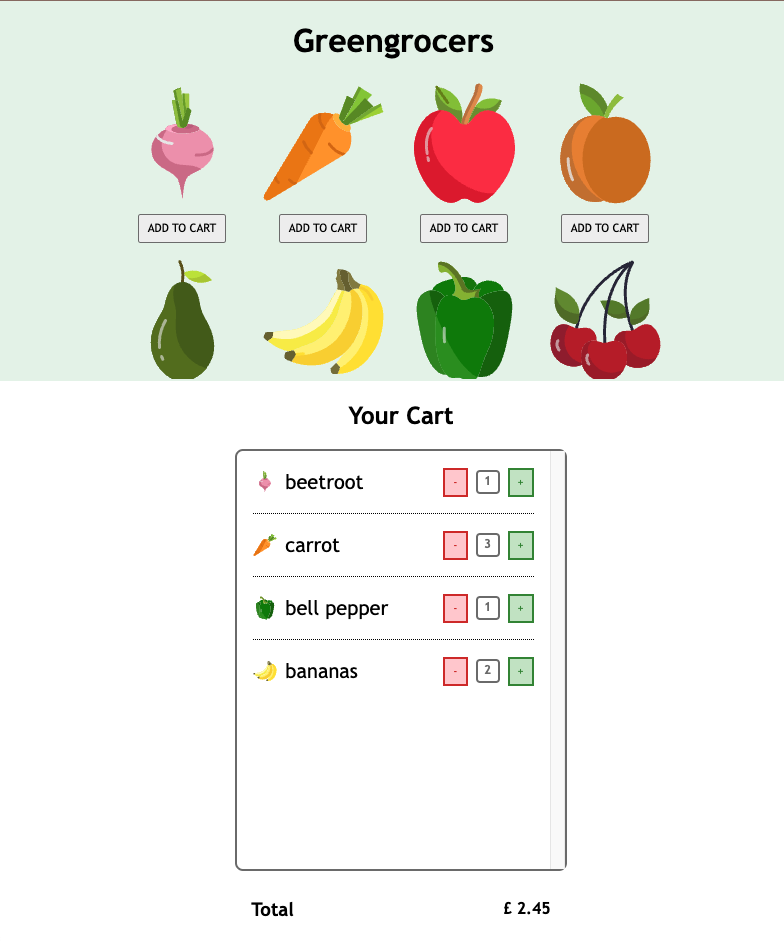 Greengrocers
ADD TO CART ADD TO CART ADD TO CART ADD TO CART
Your Cart
beetroot - 1 +
carrot - 3 +
bell pepper - 1 +
bananas - 2 +
Total £ 2.45